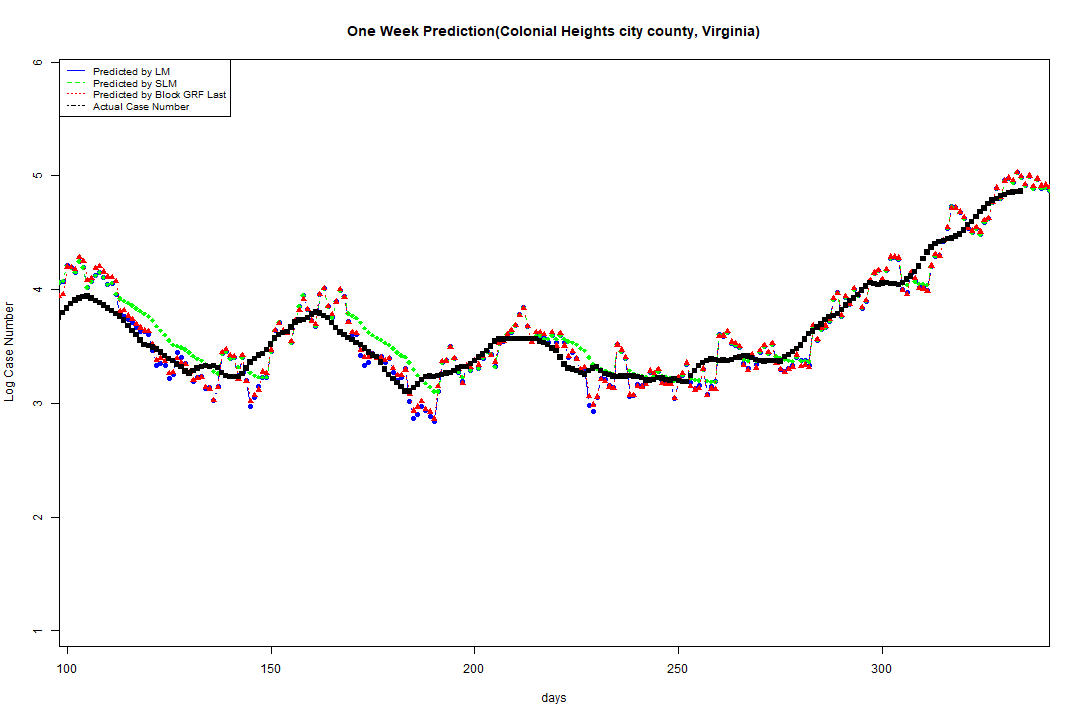 One Week Prediction(Colonial Heights city county, Virginia)
Predicted by LM
Predicted by SLM
Predicted by Block GRF Last
Actual Case Number
6
5
4
3
2
1
Log Case Number
100 150 200 250 300
days